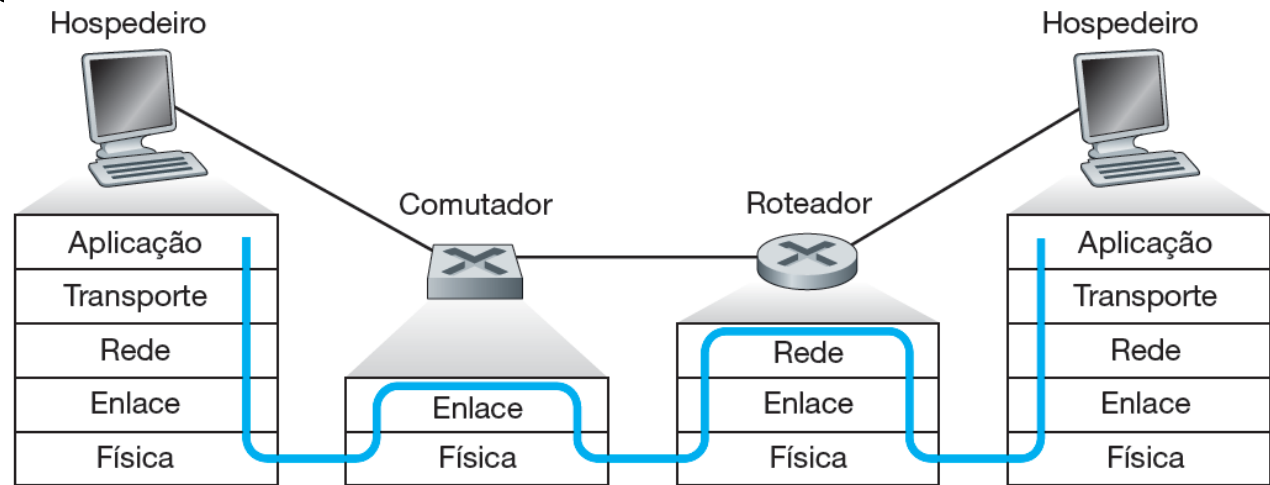 Hospedeiro
Hospedeiro
Comutador
Roteador
Aplicação
Transporte
Rede
Enlace
Física
Enlace
Física
Rede
Enlace
Física
Aplicação
Transporte
Rede
Enlace
Física